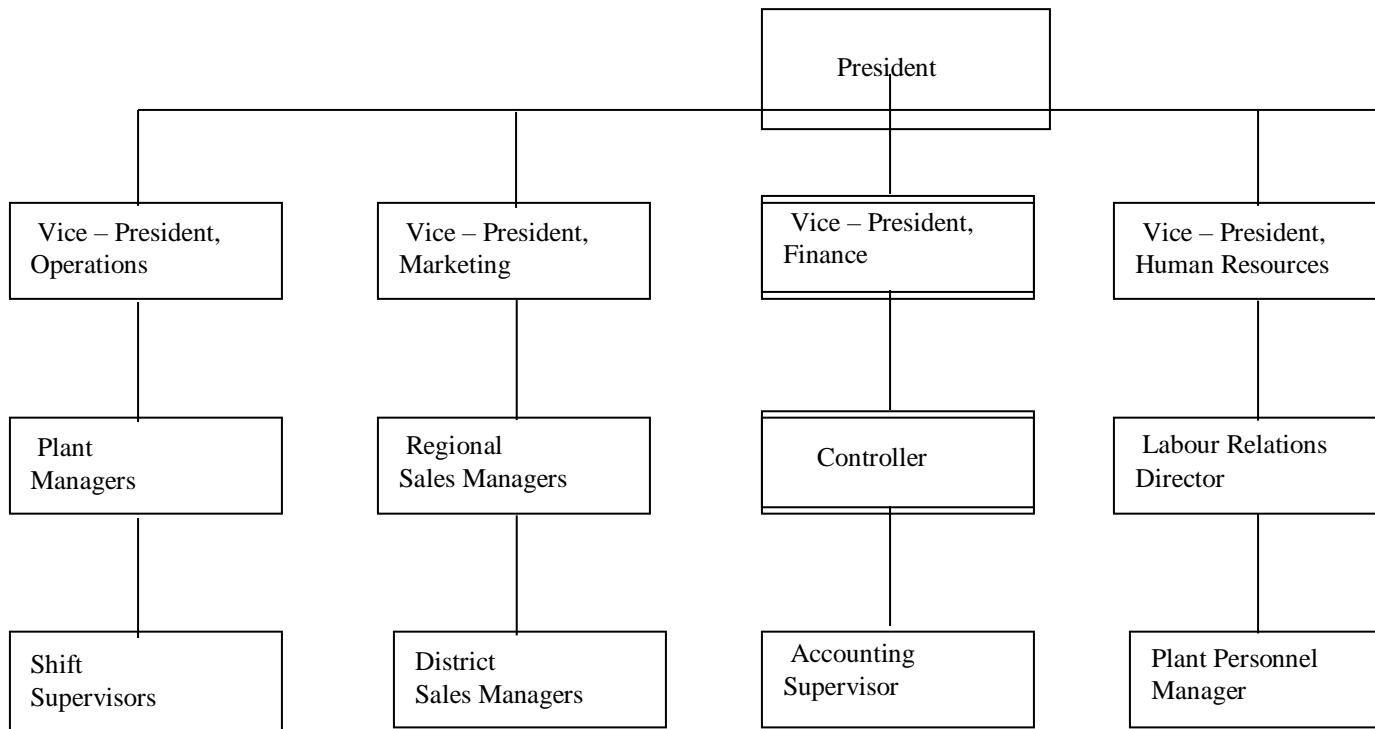 President
Vice – President,
Operations
Vice – President,
Marketing
Vice – President,
Finance
Vice – President,
Human Resources
Plant
Managers
Regional
Sales Managers
Controller
Labour Relations
Director
Shift
Supervisors
District
Sales Managers
Accounting
Supervisor
Plant Personnel
Manager